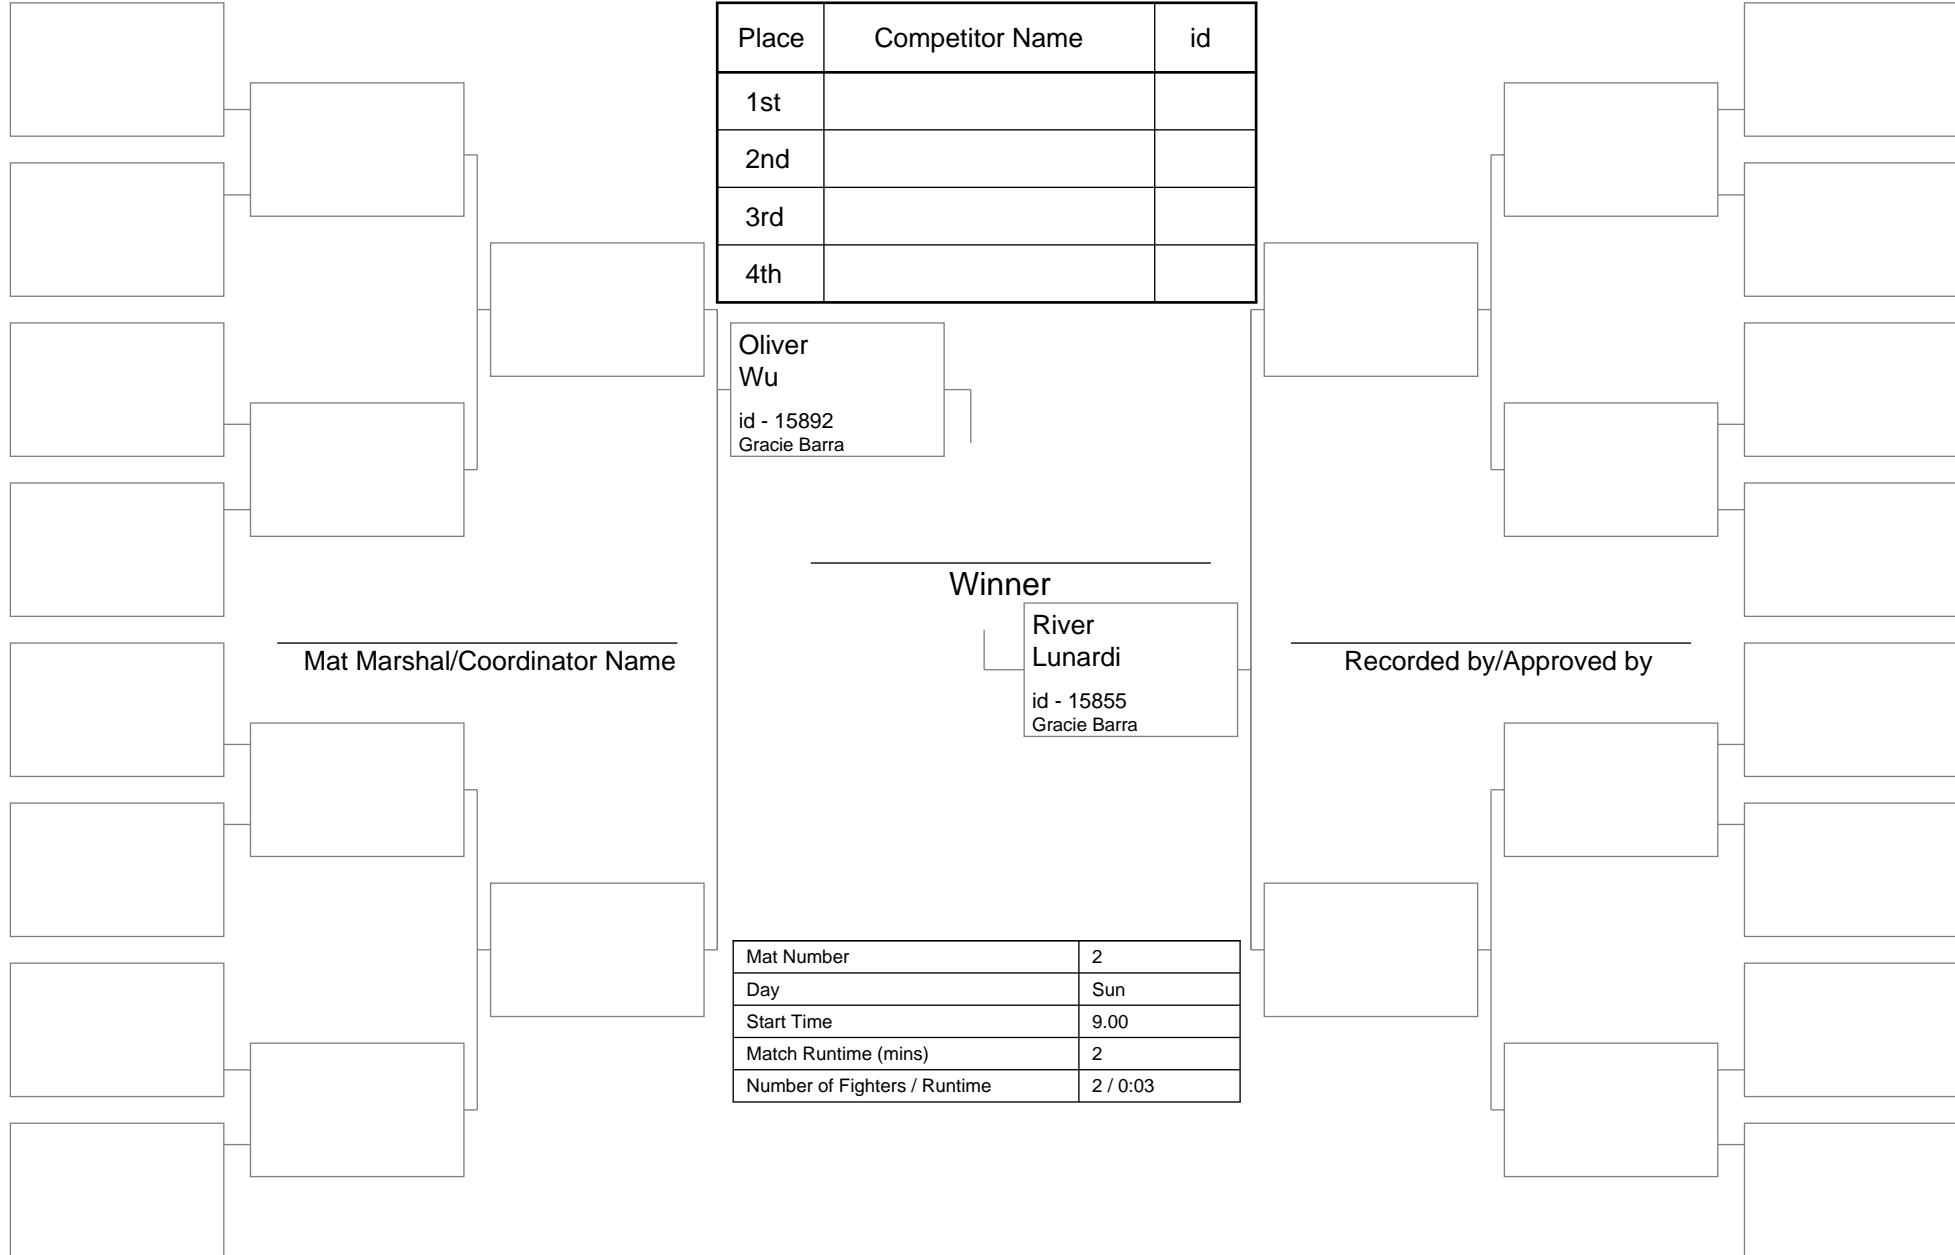 Place Competitor Name id
1st
2nd
3rd
4th
Oliver
Wu
id - 15892
Gracie Barra
Winner
River
Lunardi
id - 15855
Gracie Barra
Mat Marshal/Coordinator Name
Recorded by/Approved by
Mat Number 2
Day Sun
Start Time 9.00
Match Runtime (mins) 2
Number of Fighters / Runtime 2 / 0:03